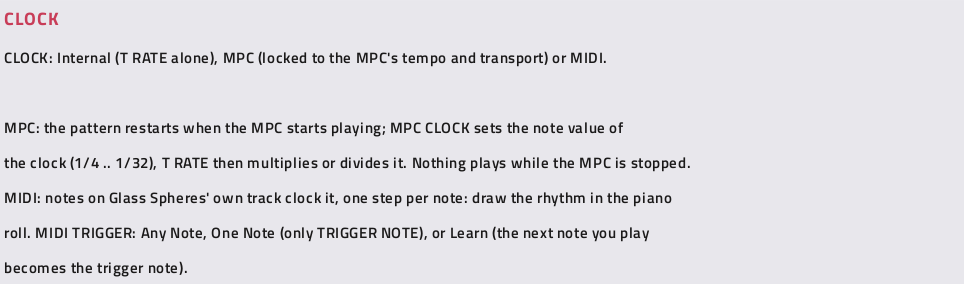 CLOCK
CLOCK: Internal (T RATE alone), MPC (locked to the MPC's tempo and transport) or MIDI.
MPC: the pattern restarts when the MPC starts playing; MPC CLOCK sets the note value of
the clock (1/4 .. 1/32), T RATE then multiplies or divides it. Nothing plays while the MPC is stopped.
MIDI: notes on Glass Spheres' own track clock it, one step per note: draw the rhythm in the piano
roll. MIDI TRIGGER: Any Note, One Note (only TRIGGER NOTE), or Learn (the next note you play
becomes the trigger note).